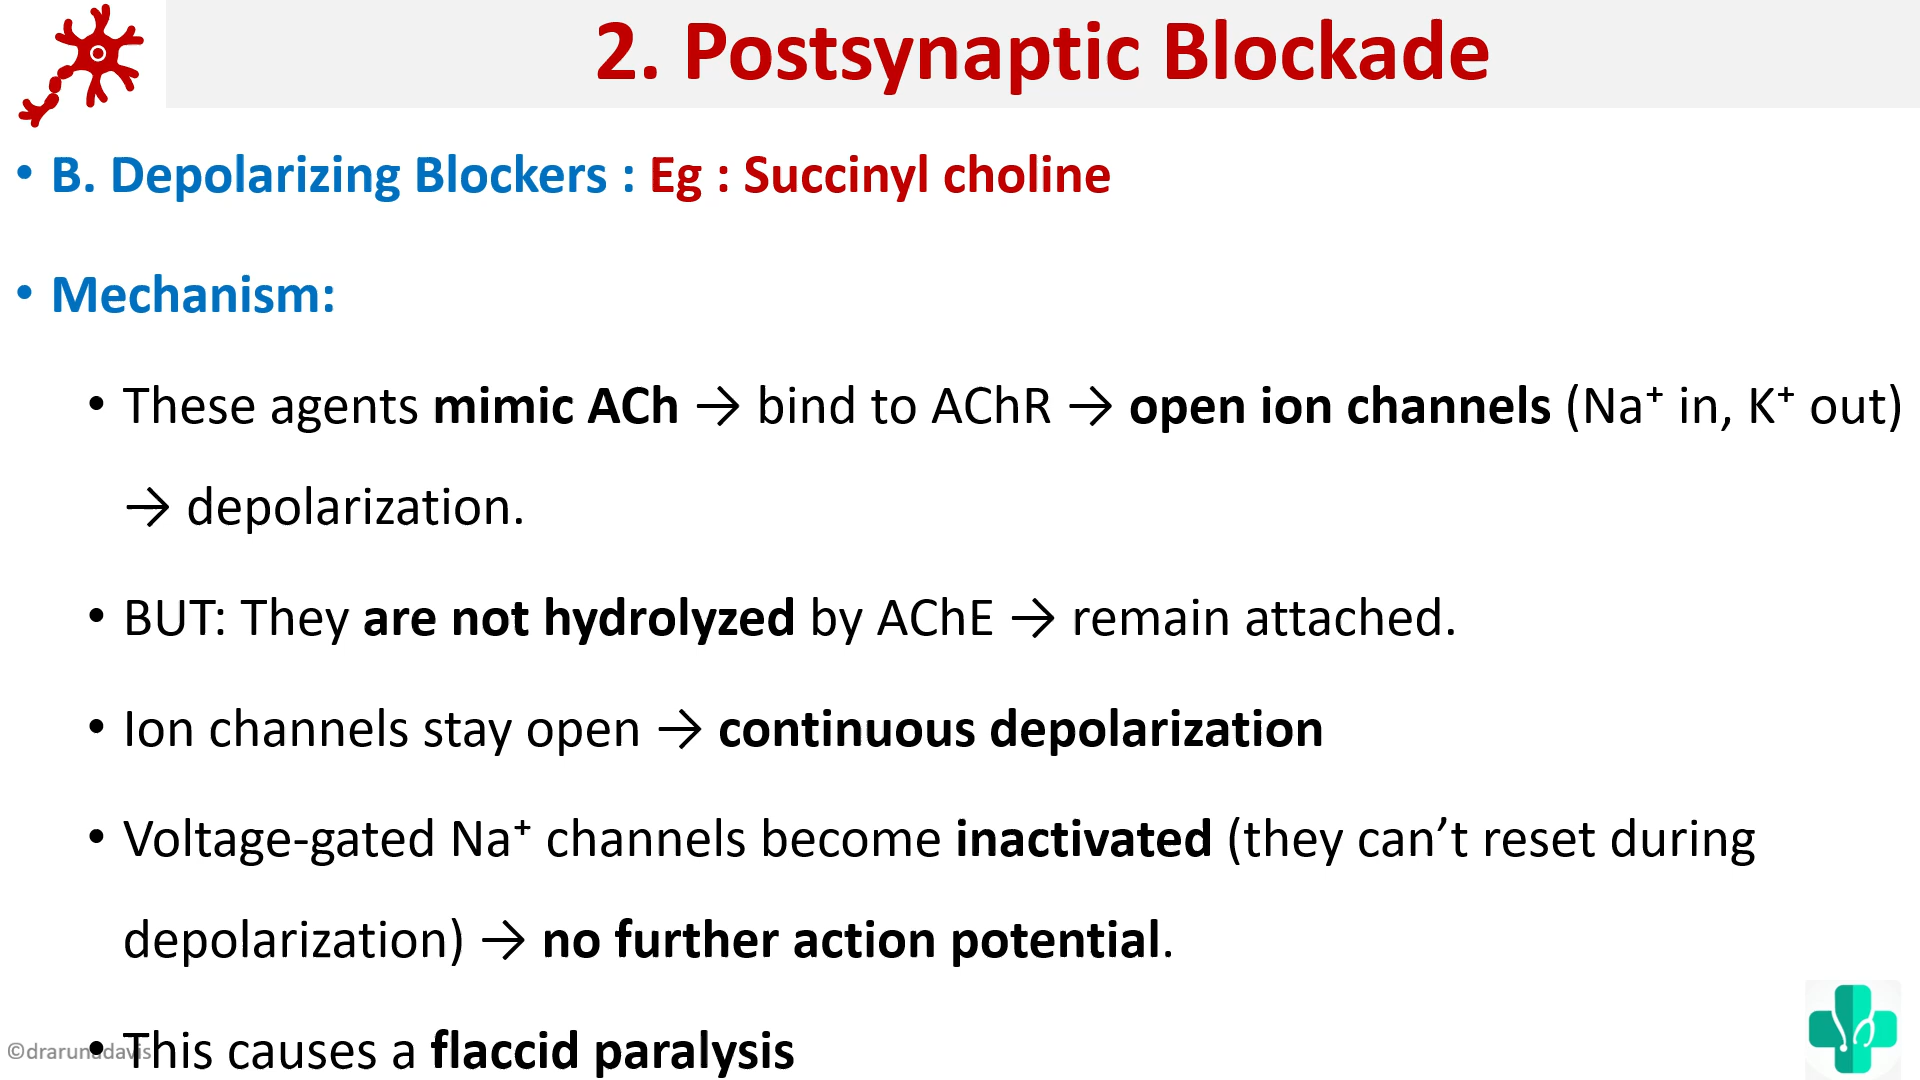 2. Postsynaptic Blockade
• B. Depolarizing Blockers : Eg : Succinyl choline
• Mechanism:
• These agents mimic ACh → bind to AChR → open ion channels (Na⁺ in, K⁺ out)
→ depolarization.
• BUT: They are not hydrolyzed by AChE → remain attached.
• Ion channels stay open → continuous depolarization
• Voltage-gated Na⁺ channels become inactivated (they can’t reset during
depolarization) → no further action potential.
• This causes a flaccid paralysis
©drarunadavis